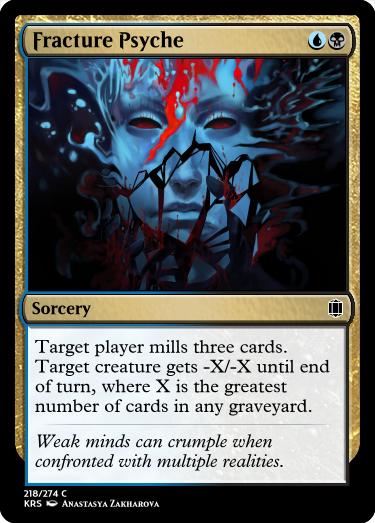 Fracture Psyche
Sorcery
Target player mills three cards.
Target creature gets -X/-X until end
of turn, where X is the greatest
number of cards in any graveyard.
Weak minds can crumple when
confronted with multiple realities.
218/274 C
KRS Anastasya Zakharova